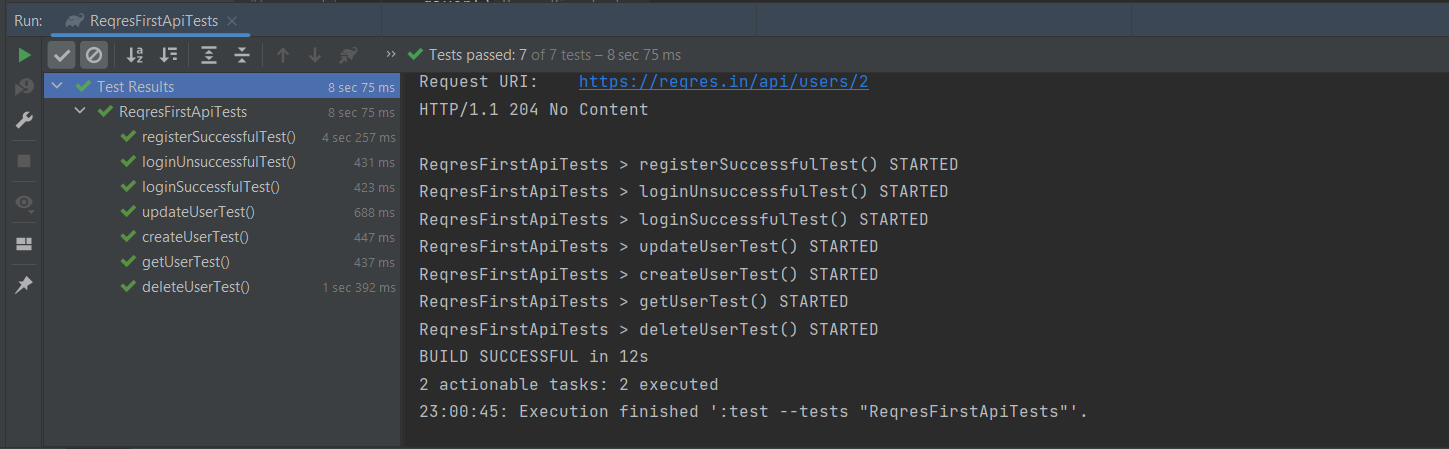 Run: ReqresFirstApiTests
Tests passed: 7 of 7 tests – 8 sec 75 ms
Test Results 8 sec 75 ms
ReqresFirstApiTests 8 sec 75 ms
registerSuccessfulTest() 4 sec 257 ms
loginUnsuccessfulTest() 431 ms
loginSuccessfulTest() 423 ms
updateUserTest() 688 ms
createUserTest() 447 ms
getUserTest() 437 ms
deleteUserTest() 1 sec 392 ms
Request URI: https://reqres.in/api/users/2
HTTP/1.1 204 No Content
ReqresFirstApiTests > registerSuccessfulTest() STARTED
ReqresFirstApiTests > loginUnsuccessfulTest() STARTED
ReqresFirstApiTests > loginSuccessfulTest() STARTED
ReqresFirstApiTests > updateUserTest() STARTED
ReqresFirstApiTests > createUserTest() STARTED
ReqresFirstApiTests > getUserTest() STARTED
ReqresFirstApiTests > deleteUserTest() STARTED
BUILD SUCCESSFUL in 12s
2 actionable tasks: 2 executed
23:00:45: Execution finished ':test --tests "ReqresFirstApiTests"'.